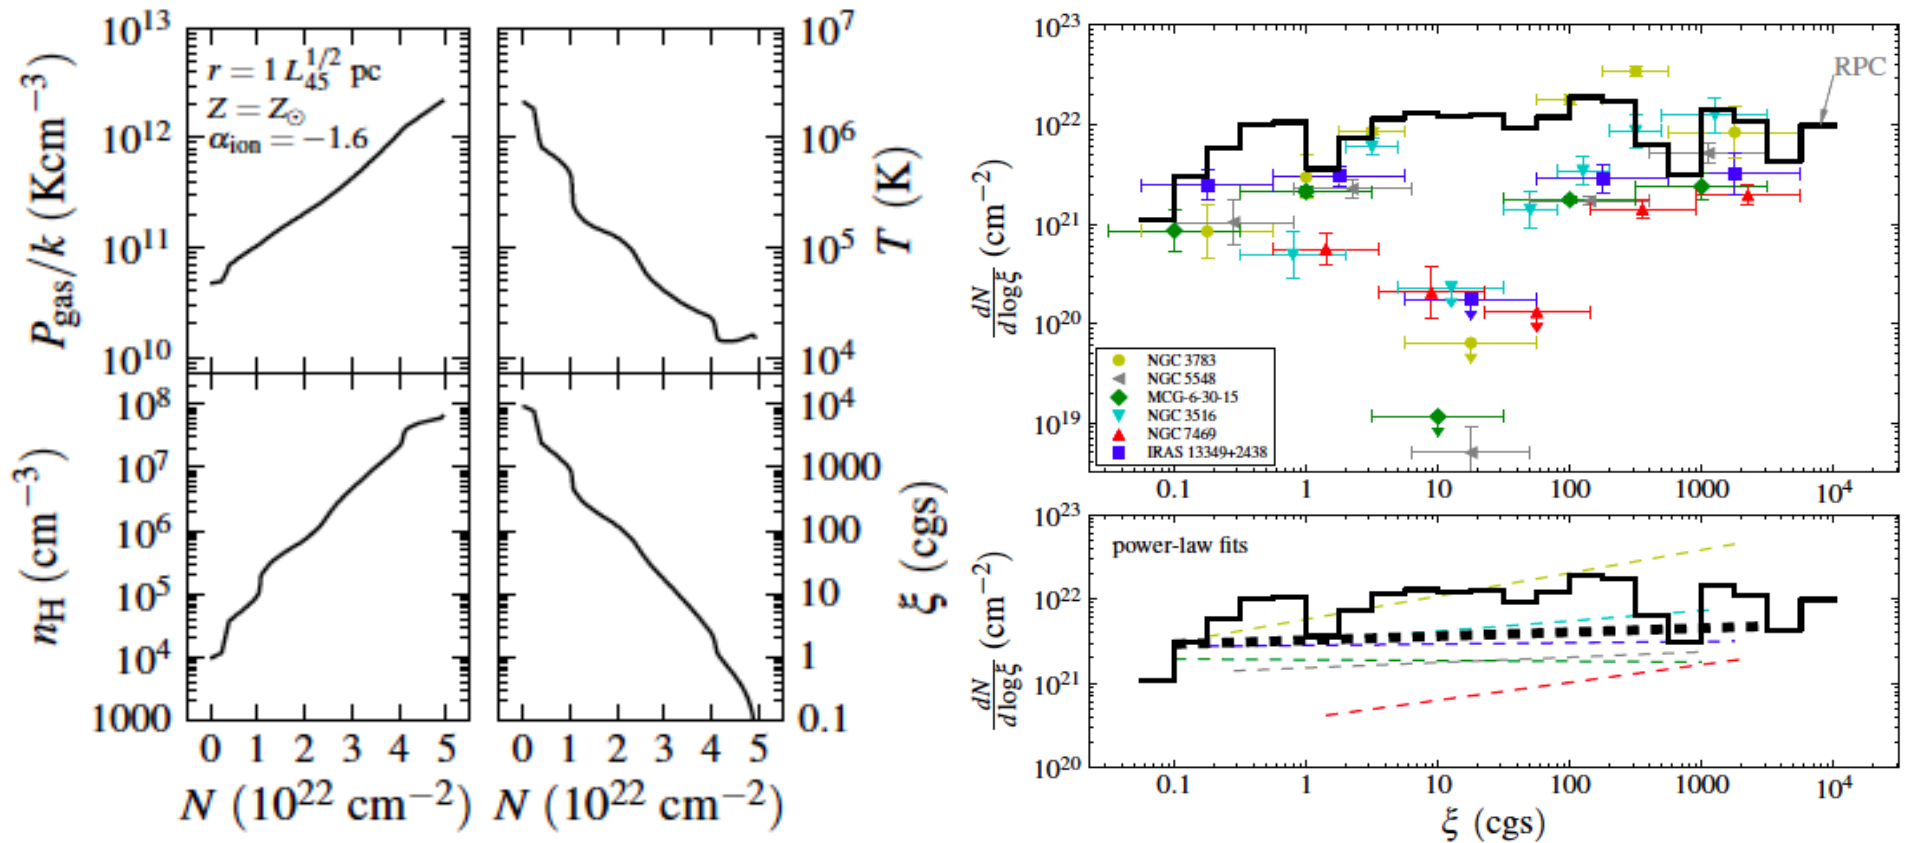 10^13
10^12
10^11
10^10
P_gas/k (Kcm^−3)
r = 1 L_45^1/2 pc
Z = Z_⊙
α_ion = −1.6
10^7
10^6
10^5
10^4
T (K)
10^8
10^7
10^6
10^5
10^4
1000
n_H (cm^−3)
10^4
1000
100
10
1
0.1
ξ (cgs)
0 1 2 3 4 5
0 1 2 3 4 5
N (10^22 cm^−2)
N (10^22 cm^−2)
10^23
10^22
10^21
10^20
10^19
dN/dlogξ (cm^−2)
RPC
NGC 3783
NGC 5548
MCG-6-30-15
NGC 3516
NGC 7469
IRAS 13349+2438
0.1 1 10 100 1000 10^4
10^23
10^22
10^21
10^20
dN/dlogξ (cm^−2)
power-law fits
0.1 1 10 100 1000 10^4
ξ (cgs)